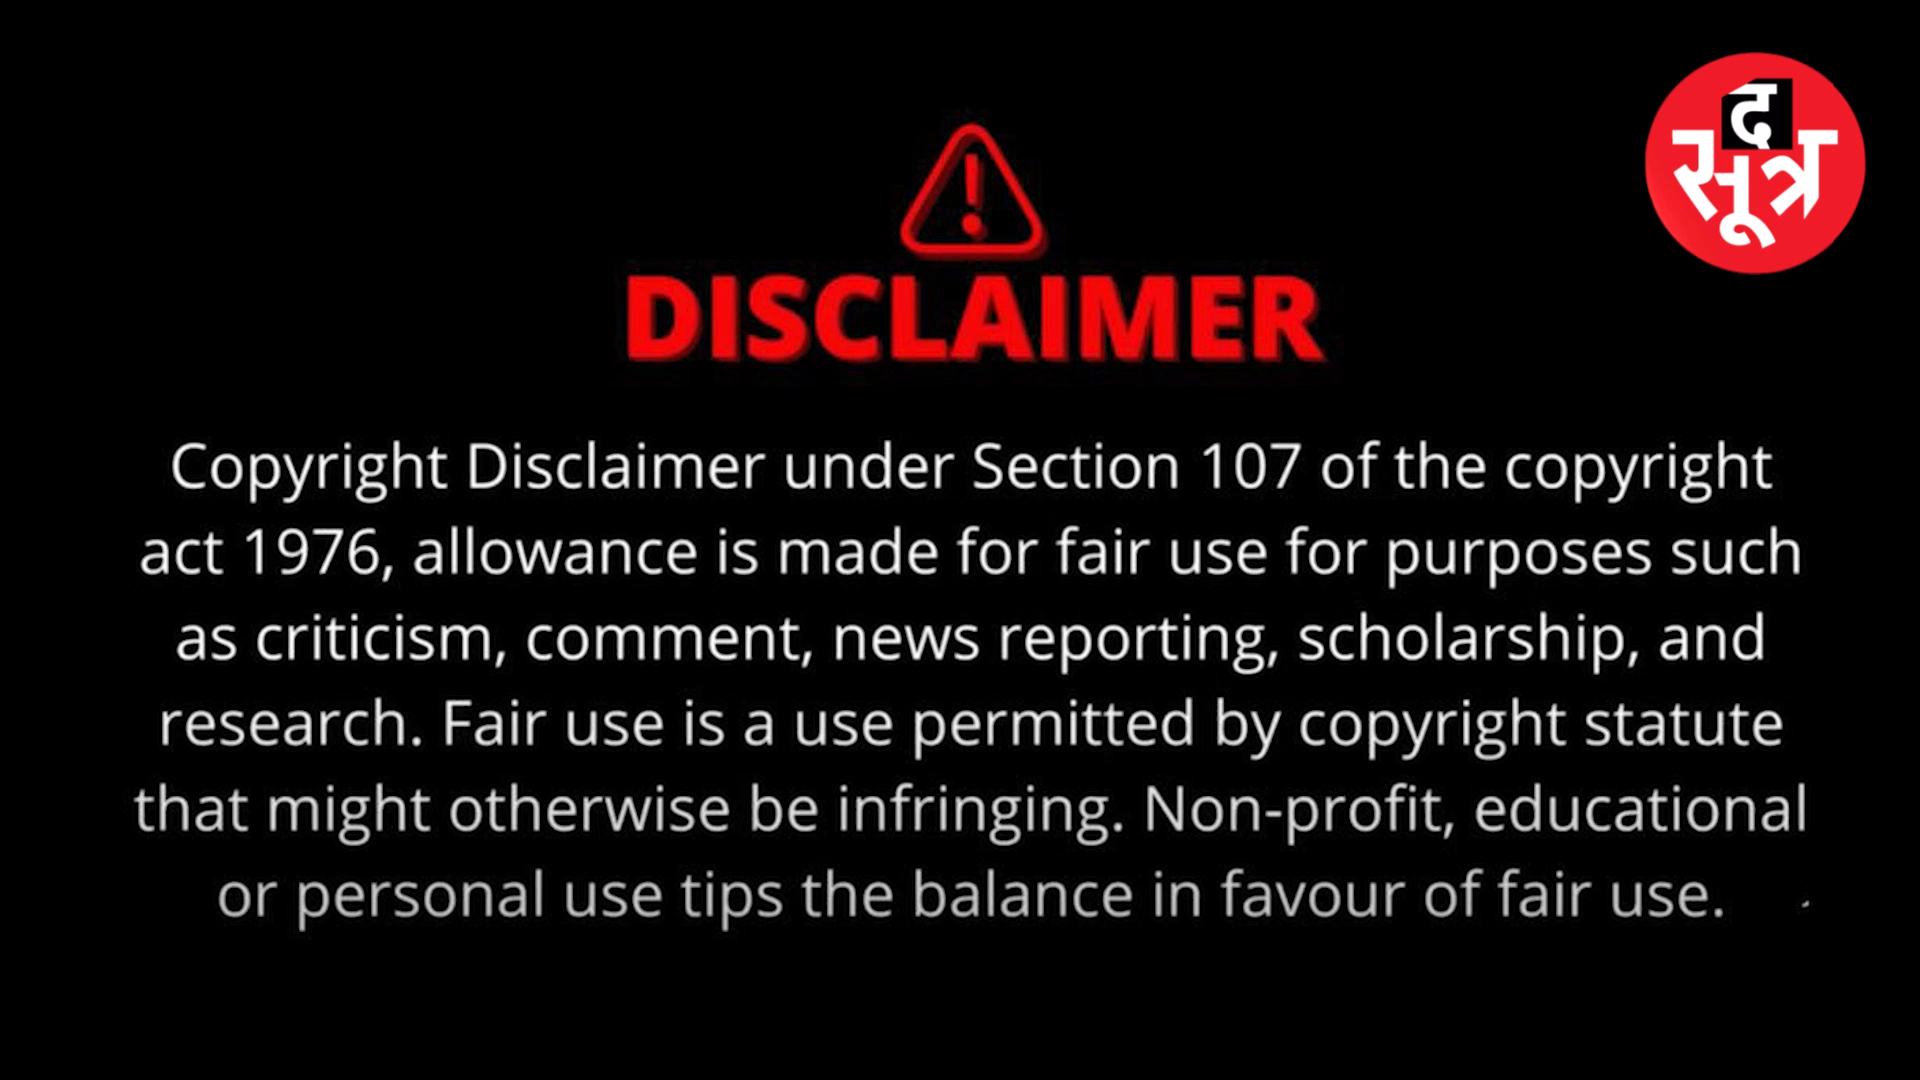 द
सूत्र
DISCLAIMER
Copyright Disclaimer under Section 107 of the copyright
act 1976, allowance is made for fair use for purposes such
as criticism, comment, news reporting, scholarship, and
research. Fair use is a use permitted by copyright statute
that might otherwise be infringing. Non-profit, educational
or personal use tips the balance in favour of fair use.